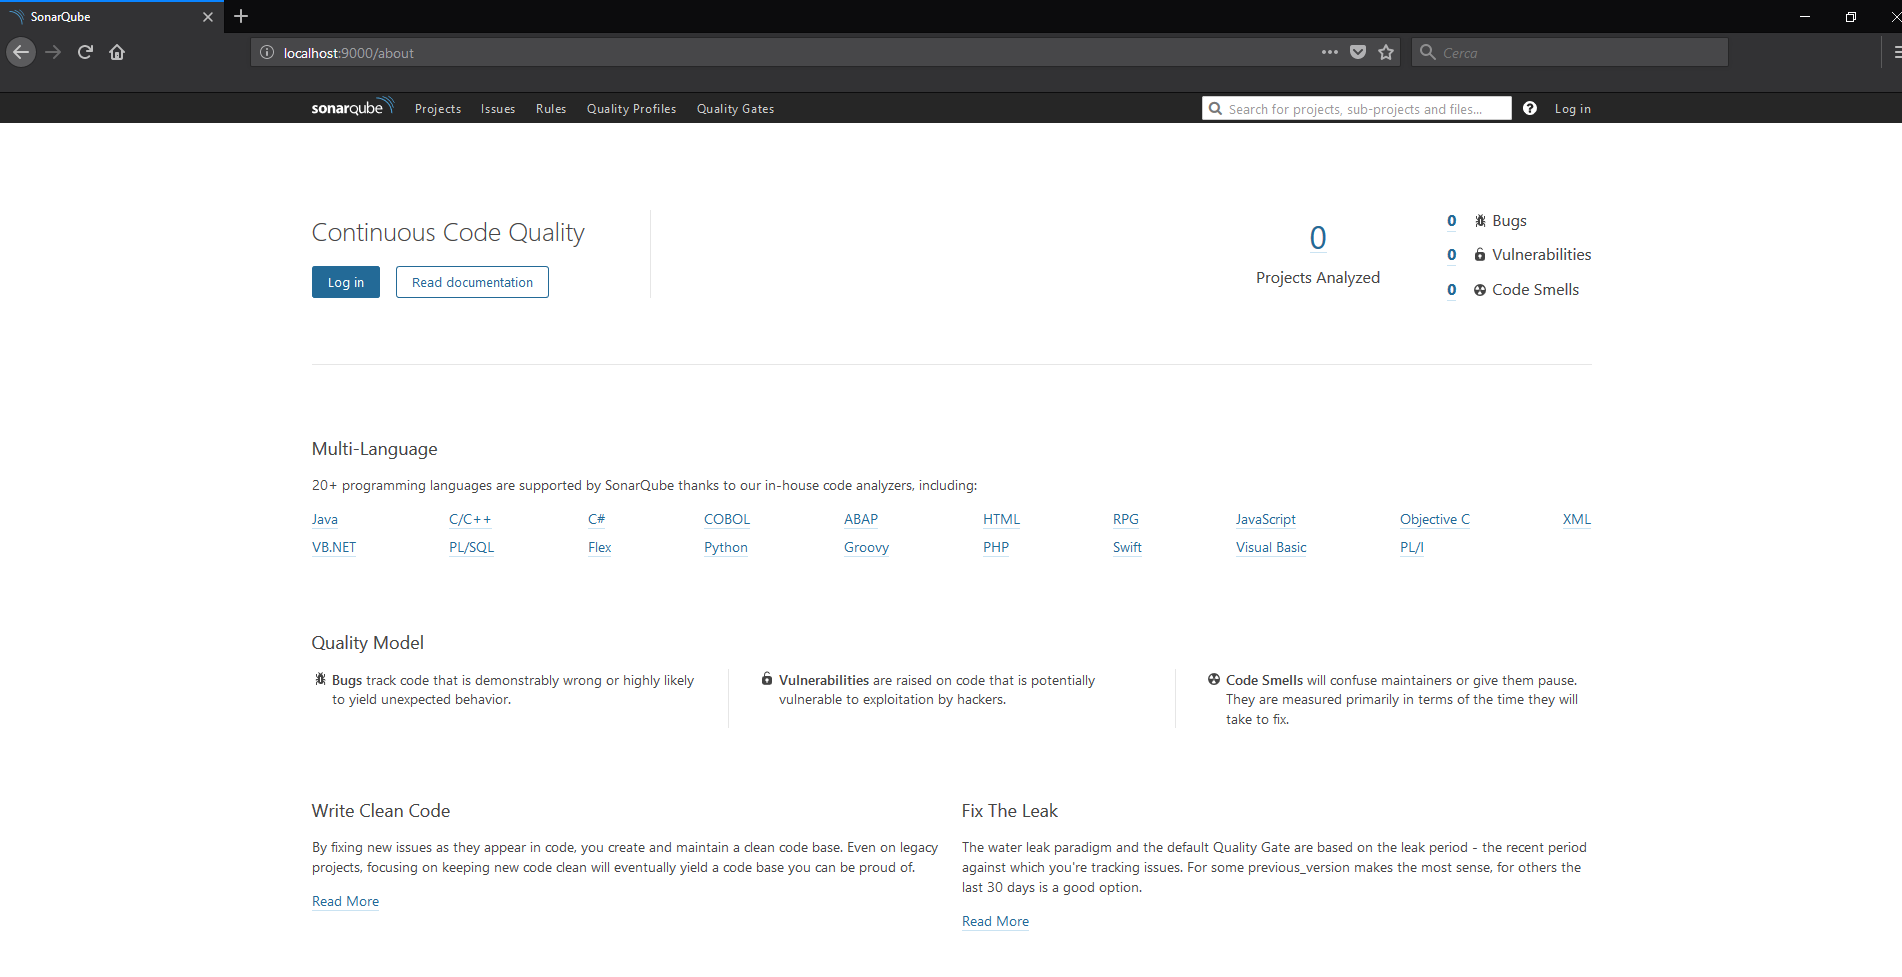 SonarQube
localhost:9000/about
Cerca
sonarqube Projects Issues Rules Quality Profiles Quality Gates Search for projects, sub-projects and files... Log in
Continuous Code Quality
Log in Read documentation
0
Projects Analyzed
0 Bugs
0 Vulnerabilities
0 Code Smells
Multi-Language
20+ programming languages are supported by SonarQube thanks to our in-house code analyzers, including:
Java C/C++ C# COBOL ABAP HTML RPG JavaScript Objective C XML
VB.NET PL/SQL Flex Python Groovy PHP Swift Visual Basic PL/I
Quality Model
Bugs track code that is demonstrably wrong or highly likely
to yield unexpected behavior.
Vulnerabilities are raised on code that is potentially
vulnerable to exploitation by hackers.
Code Smells will confuse maintainers or give them pause.
They are measured primarily in terms of the time they will
take to fix.
Write Clean Code
By fixing new issues as they appear in code, you create and maintain a clean code base. Even on legacy
projects, focusing on keeping new code clean will eventually yield a code base you can be proud of.
Read More
Fix The Leak
The water leak paradigm and the default Quality Gate are based on the leak period - the recent period
against which you're tracking issues. For some previous_version makes the most sense, for others the
last 30 days is a good option.
Read More